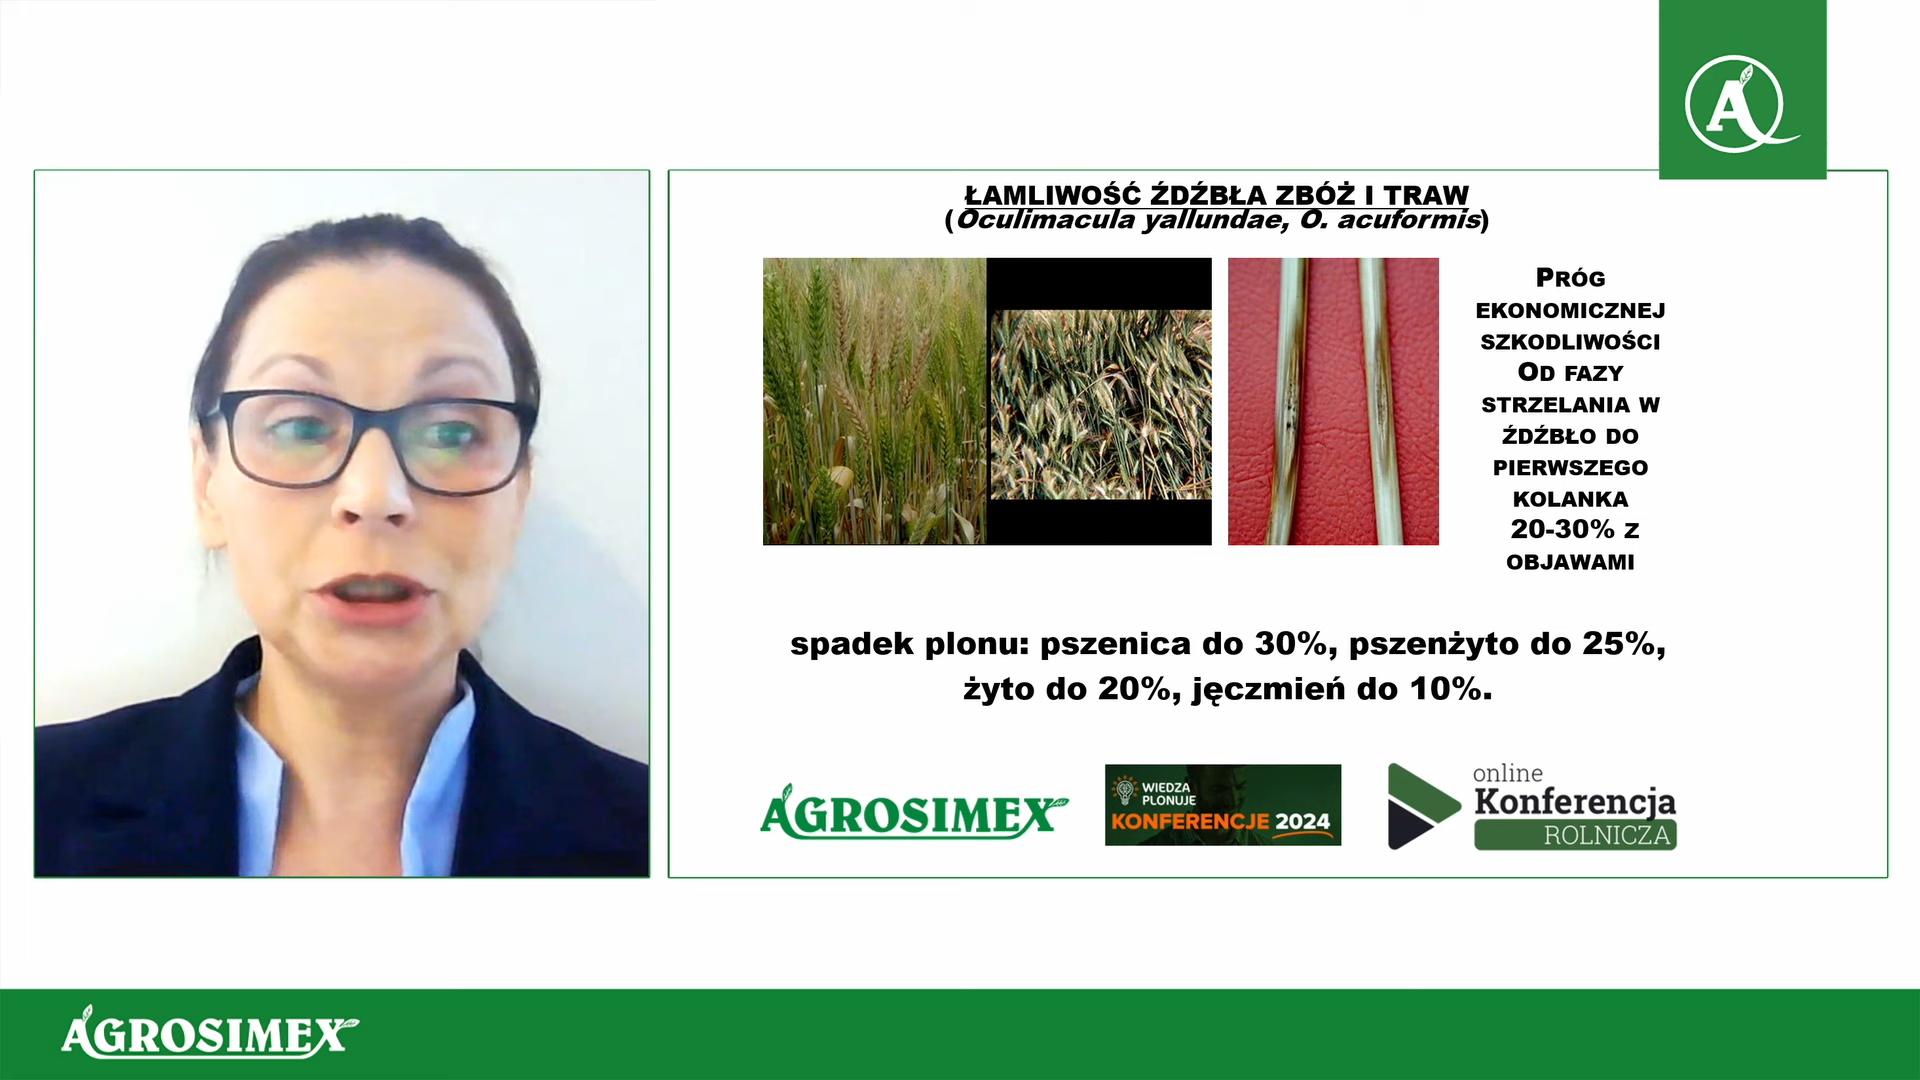 A
ŁAMLIWOŚĆ ŹDŹBŁA ZBÓŻ I TRAW
(Oculimacula yallundae, O. acuformis)
PRÓG
EKONOMICZNEJ
SZKODLIWOŚCI
OD FAZY
STRZELANIA W
ŹDŹBŁO DO
PIERWSZEGO
KOLANKA
20-30% Z
OBJAWAMI
spadek plonu: pszenica do 30%, pszenżyto do 25%,
żyto do 20%, jęczmień do 10%.
AGROSIMEX
WIEDZA
PLONUJE
KONFERENCJE 2024
online
Konferencja
ROLNICZA
AGROSIMEX